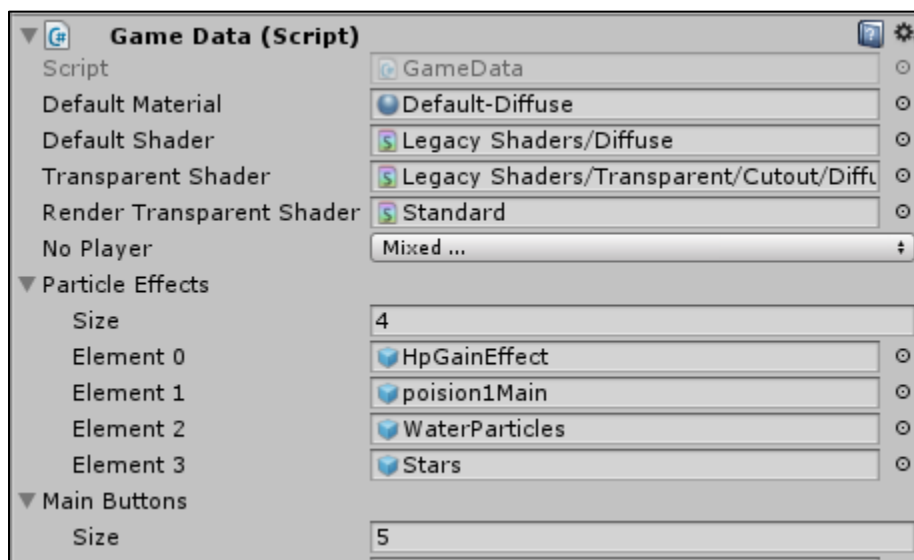 Game Data (Script)
Script GameData
Default Material Default-Diffuse
Default Shader Legacy Shaders/Diffuse
Transparent Shader Legacy Shaders/Transparent/Cutout/Diffu
Render Transparent Shader Standard
No Player Mixed ...
Particle Effects
Size 4
Element 0 HpGainEffect
Element 1 poision1Main
Element 2 WaterParticles
Element 3 Stars
Main Buttons
Size 5